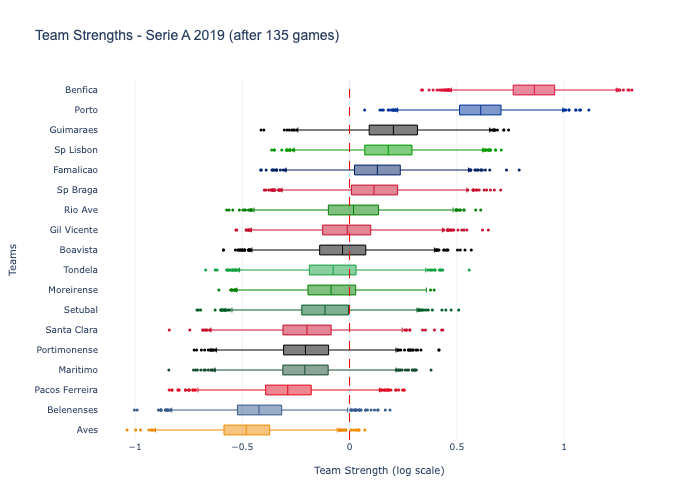 Team Strengths - Serie A 2019 (after 135 games)
Benfica
Porto
Guimaraes
Sp Lisbon
Famalicao
Sp Braga
Rio Ave
Gil Vicente
Boavista
Tondela
Moreirense
Setubal
Santa Clara
Portimonense
Maritimo
Pacos Ferreira
Belenenses
Aves
Teams
−1
−0.5
0
0.5
1
Team Strength (log scale)